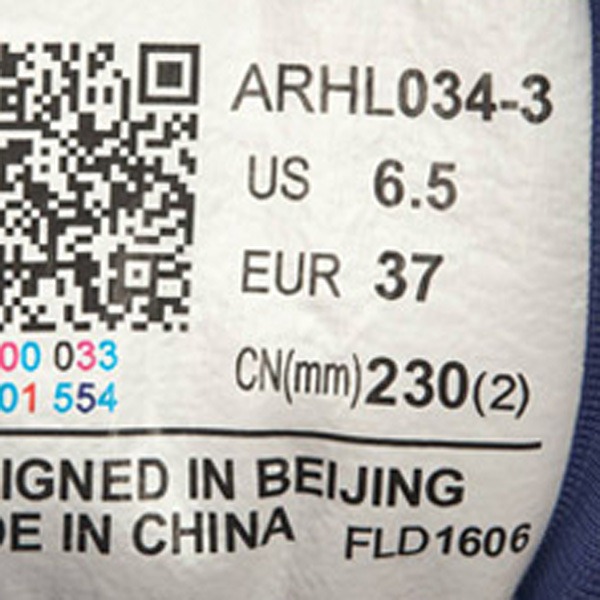 ARHL034-3
US 6.5
EUR 37
CN(mm)230(2)
00 033
01 554
IGNED IN BEIJING
DE IN CHINA FLD1606